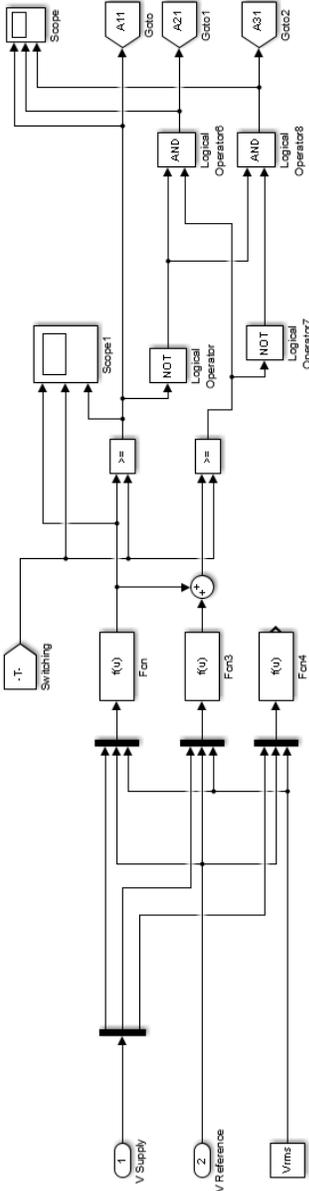 1
V Supply
2
V Reference
Vrms
f(u)
Fcn
f(u)
Fcn3
f(u)
Fcn4
-T-
Switching
+
+
>=
>=
Scope1
NOT
Logical
Operator
NOT
Logical
Operator7
AND
Logical
Operator6
AND
Logical
Operator8
Scope
A11
Goto
A21
Goto1
A31
Goto2